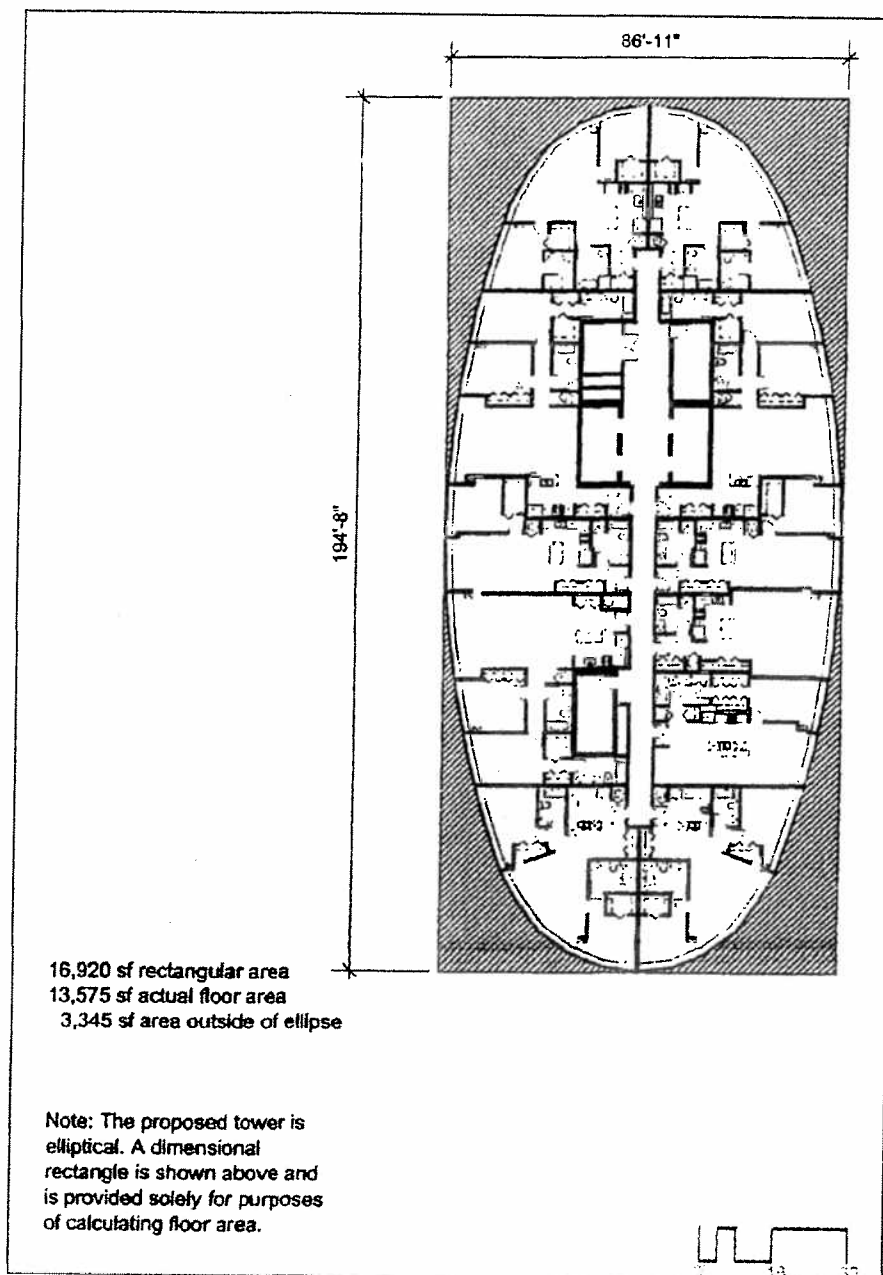 86'-11"
194'-8"
16,920 sf rectangular area
13,575 sf actual floor area
3,345 sf area outside of ellipse
Note: The proposed tower is
elliptical. A dimensional
rectangle is shown above and
is provided solely for purposes
of calculating floor area.